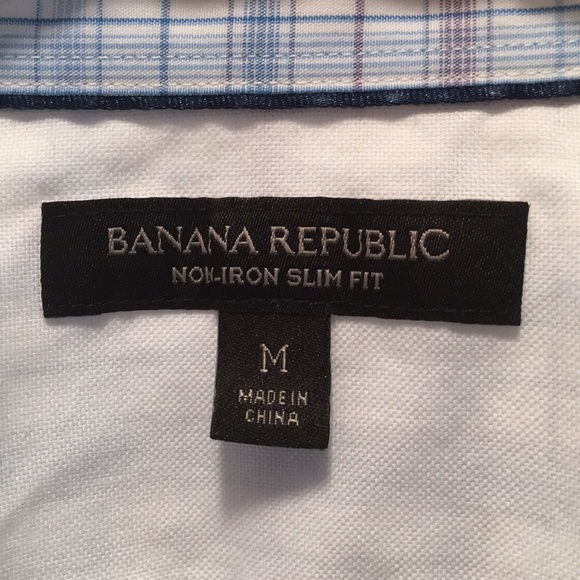 BANANA REPUBLIC
NON-IRON SLIM FIT
M
MADE IN
CHINA